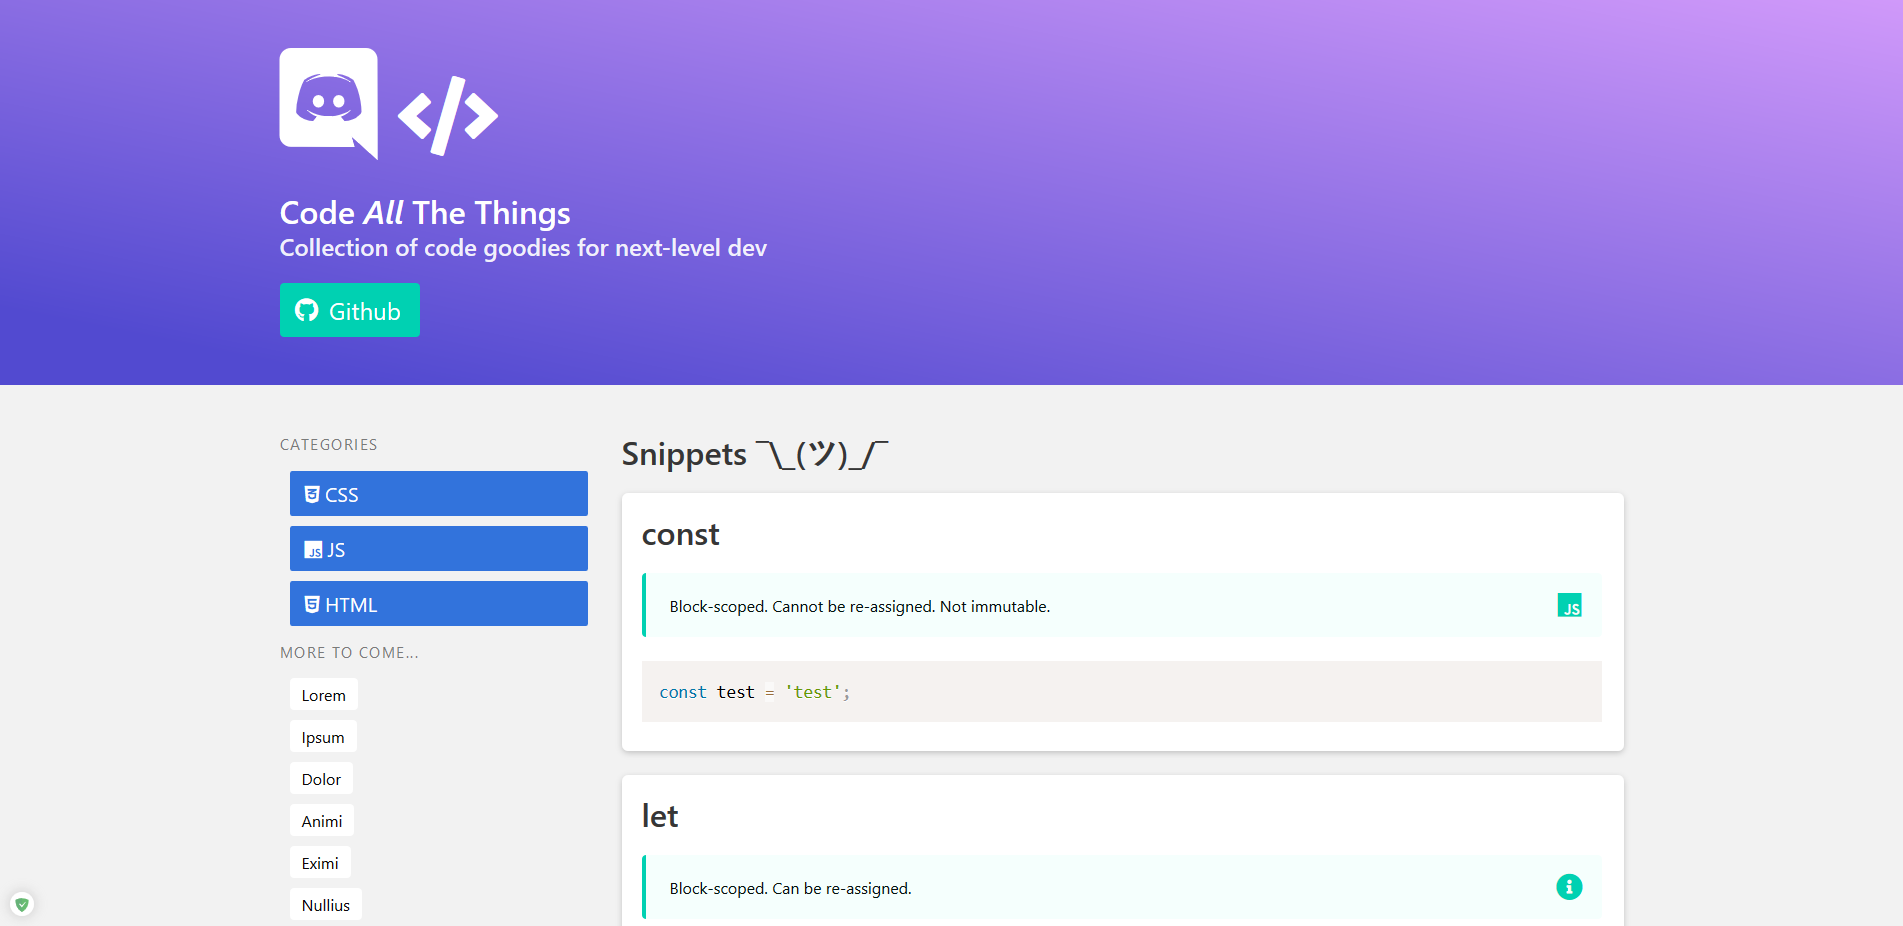 Code All The Things
Collection of code goodies for next-level dev
Github
CATEGORIES
CSS
JS
HTML
MORE TO COME...
Lorem
Ipsum
Dolor
Animi
Eximi
Nullius
Snippets ¯\_(ツ)_/¯
const
Block-scoped. Cannot be re-assigned. Not immutable.
JS
const test = 'test';
let
Block-scoped. Can be re-assigned.